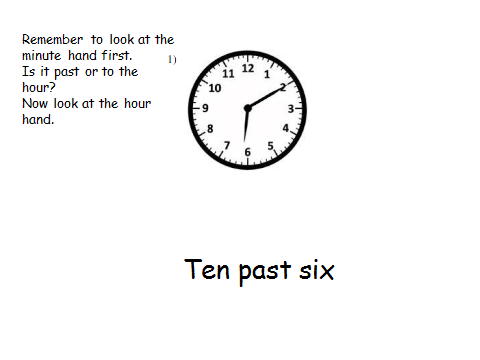 Remember to look at the
minute hand first.
Is it past or to the
hour?
Now look at the hour
hand.
1)
12
1
2
3
4
5
6
7
8
9
10
11
Ten past six